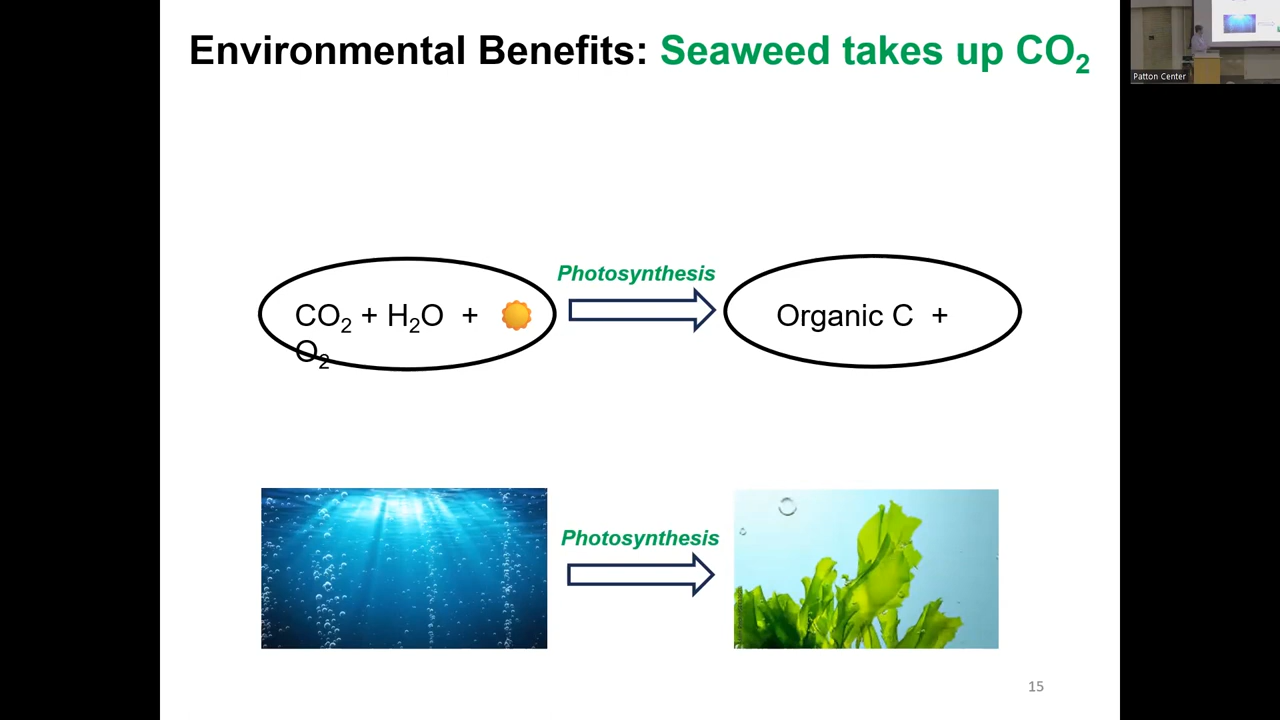 Environmental Benefits: Seaweed takes up CO₂
Patton Center
Photosynthesis
CO₂ + H₂O + Organic C +
O₂
Photosynthesis
15